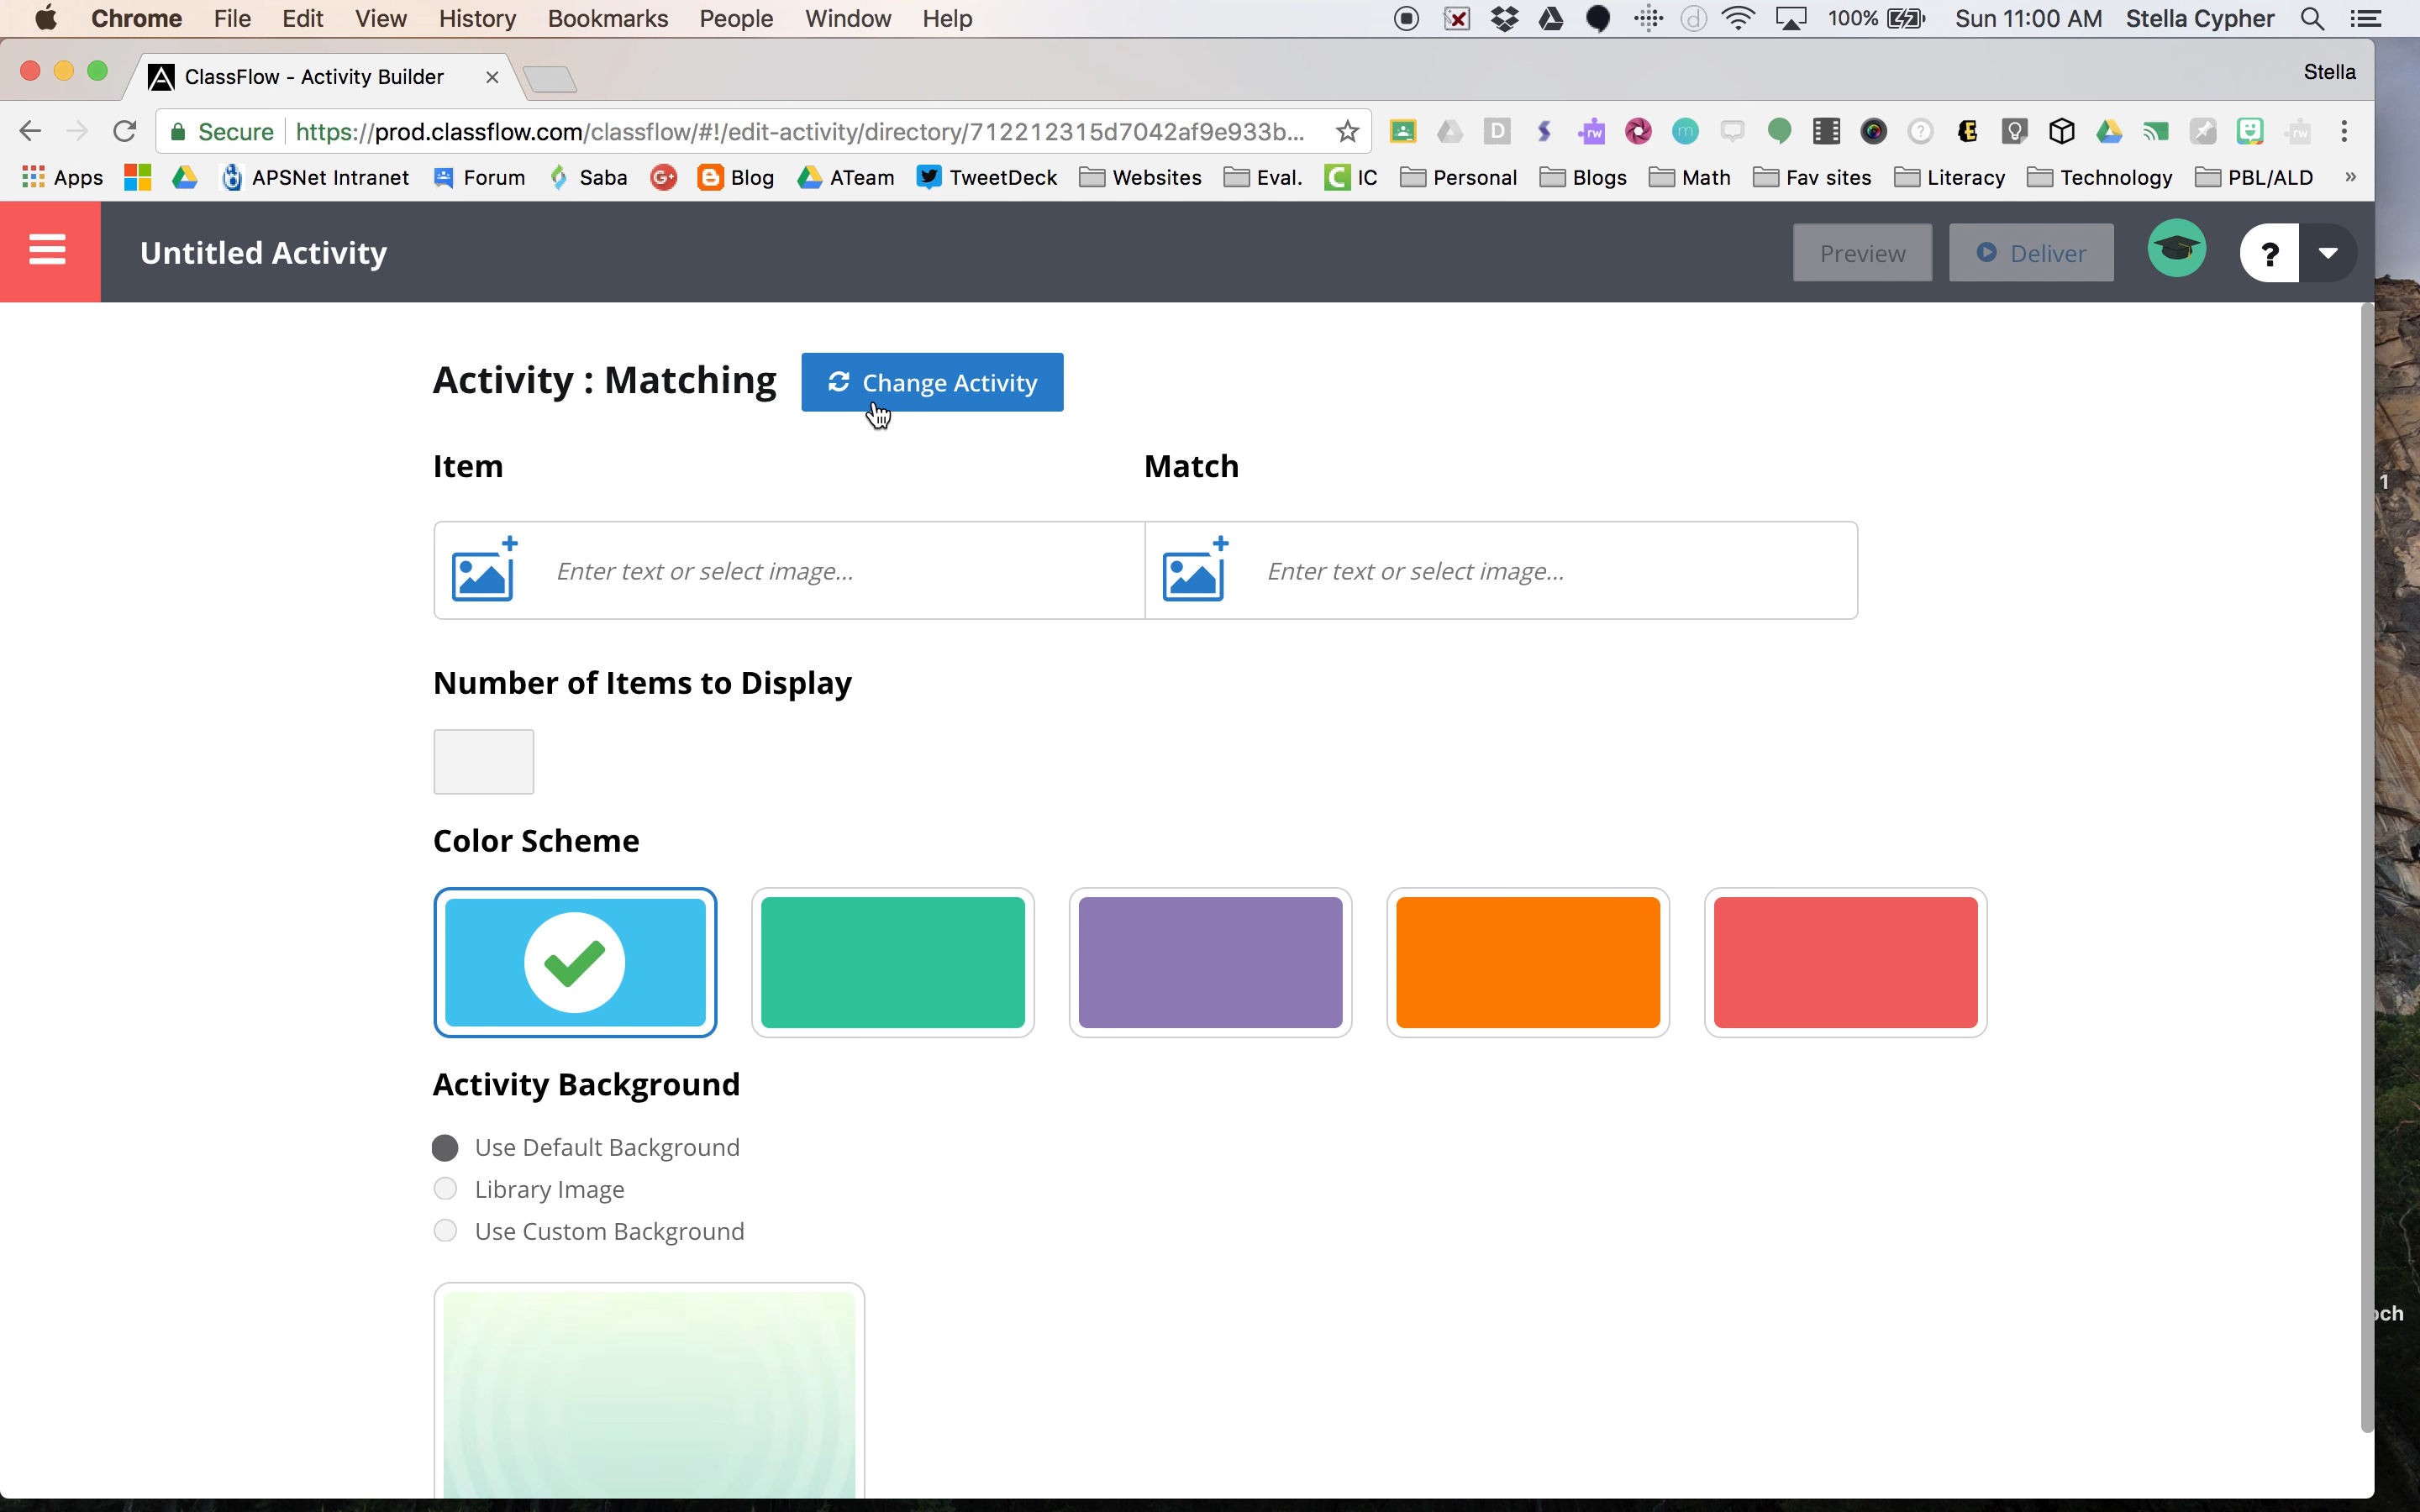 Chrome File Edit View History Bookmarks People Window Help 100% Sun 11:00 AM Stella Cypher
ClassFlow - Activity Builder Stella
Secure https://prod.classflow.com/classflow/#!/edit-activity/directory/712212315d7042af9e933b...
Apps APSNet Intranet Forum Saba Blog ATeam TweetDeck Websites Eval. IC Personal Blogs Math Fav sites Literacy Technology PBL/ALD »
Untitled Activity Preview Deliver ?
Activity : Matching Change Activity
Item Match
Enter text or select image... Enter text or select image...
Number of Items to Display
Color Scheme
Activity Background
Use Default Background
Library Image
Use Custom Background